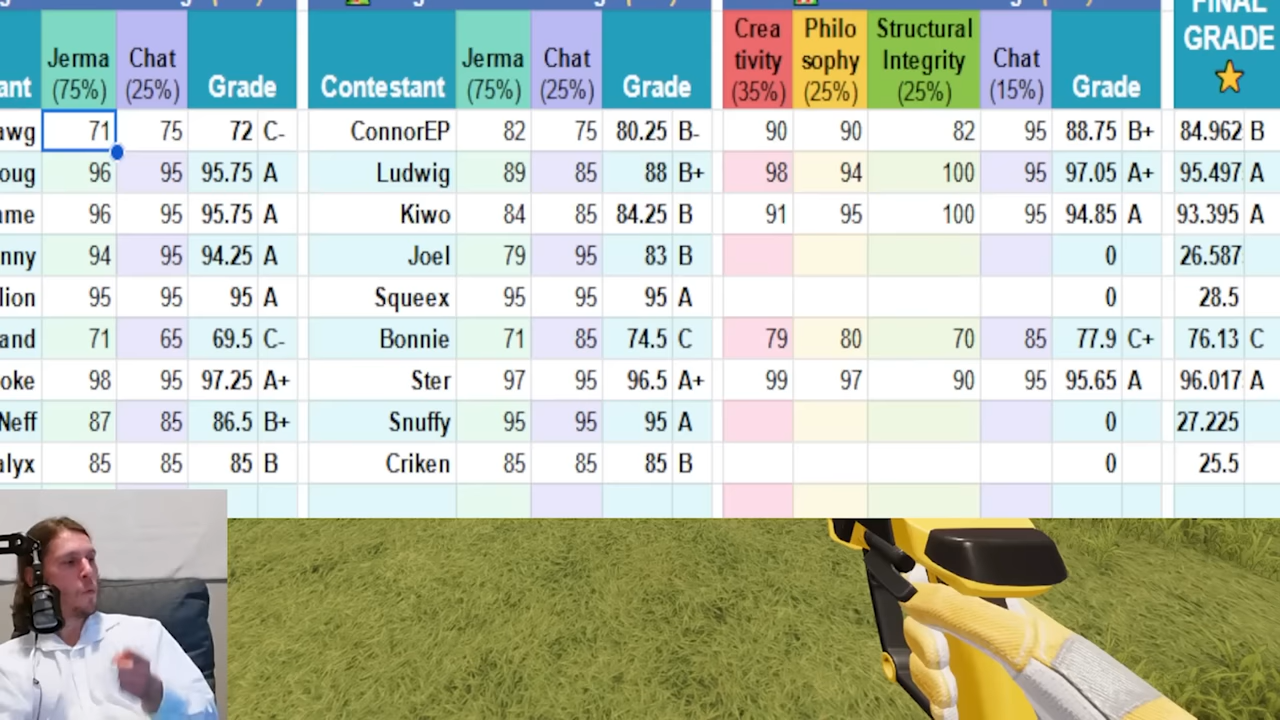 FINAL
GRADE
Jerma
(75%)
Chat
(25%)
Grade
Contestant
Jerma
(75%)
Chat
(25%)
Grade
Crea
tivity
(35%)
Philo
sophy
(25%)
Structural
Integrity
(25%)
Chat
(15%)
Grade
ant
awg 71 75 72 C- ConnorEP 82 75 80.25 B- 90 90 82 95 88.75 B+ 84.962 B
oug 96 95 95.75 A Ludwig 89 85 88 B+ 98 94 100 95 97.05 A+ 95.497 A
ame 96 95 95.75 A Kiwo 84 85 84.25 B 91 95 100 95 94.85 A 93.395 A
nny 94 95 94.25 A Joel 79 95 83 B 0 26.587
lion 95 95 95 A Squeex 95 95 95 A 0 28.5
and 71 65 69.5 C- Bonnie 71 85 74.5 C 79 80 70 85 77.9 C+ 76.13 C
oke 98 95 97.25 A+ Ster 97 95 96.5 A+ 99 97 90 95 95.65 A 96.017 A
Neff 87 85 86.5 B+ Snuffy 95 95 95 A 0 27.225
alyx 85 85 85 B Criken 85 85 85 B 0 25.5